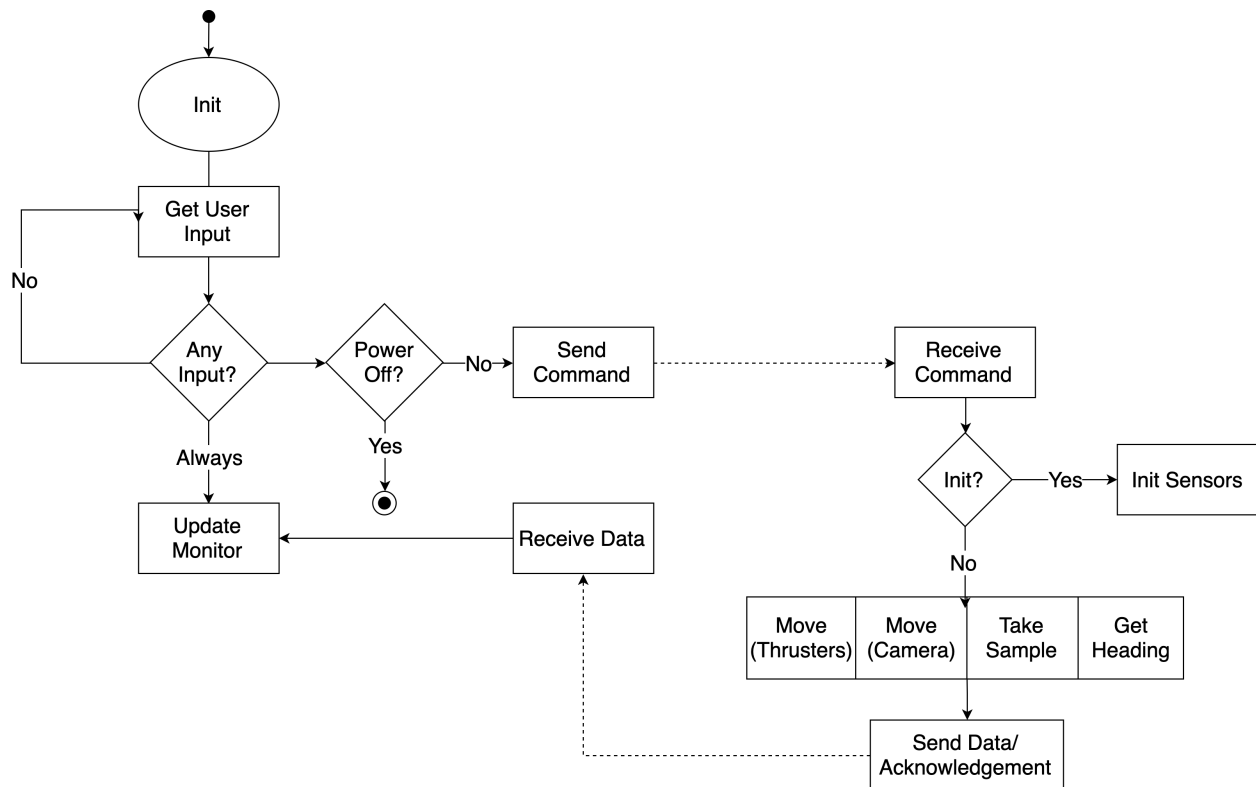 Init
Get User
Input
No
Any
Input?
Power
Off?
No
Send
Command
Receive
Command
Always
Yes
Init?
Yes
Init Sensors
Update
Monitor
Receive Data
No
Move
(Thrusters)
Move
(Camera)
Take
Sample
Get
Heading
Send Data/
Acknowledgement